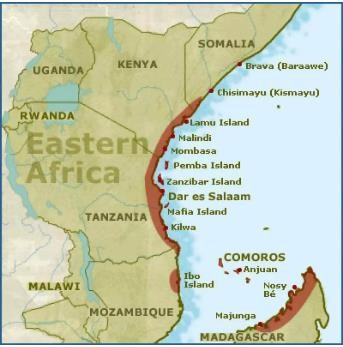 SOMALIA
UGANDA
KENYA
Brava (Baraawe)
Chisimayu (Kismayu)
RWANDA
Lamu Island
Malindi
Mombasa
Eastern
Africa
Pemba Island
Zanzibar Island
Dar es Salaam
TANZANIA
Mafia Island
Kilwa
COMOROS
Anjuan
MALAWI
Ibo
Island
Nosy
Bé
MOZAMBIQUE
Majunga
MADAGASCAR